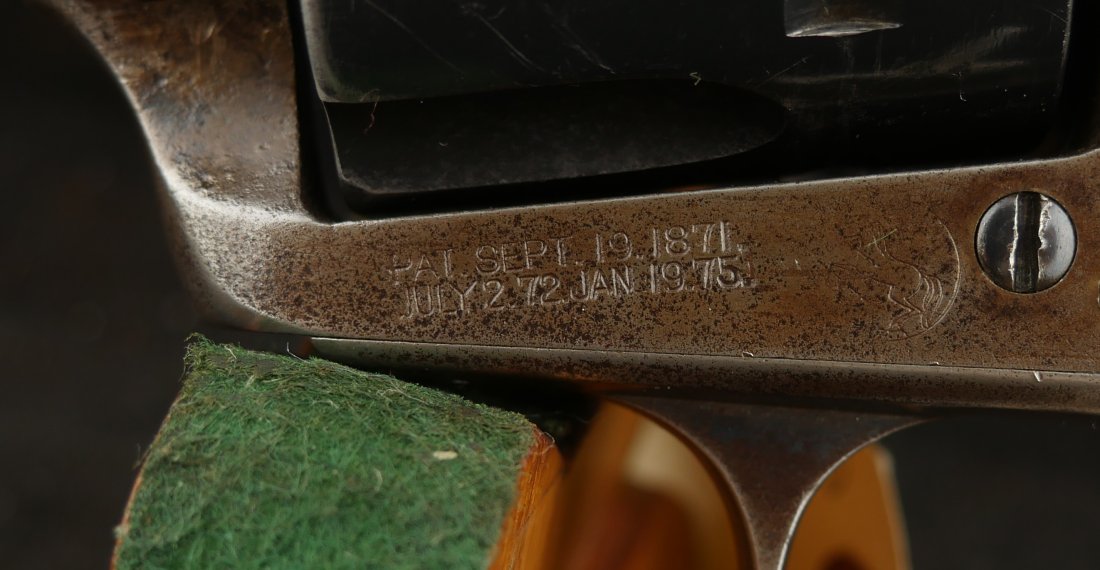 PAT. SEPT. 19. 1871.
JULY 2. 72. JAN. 19. 75.